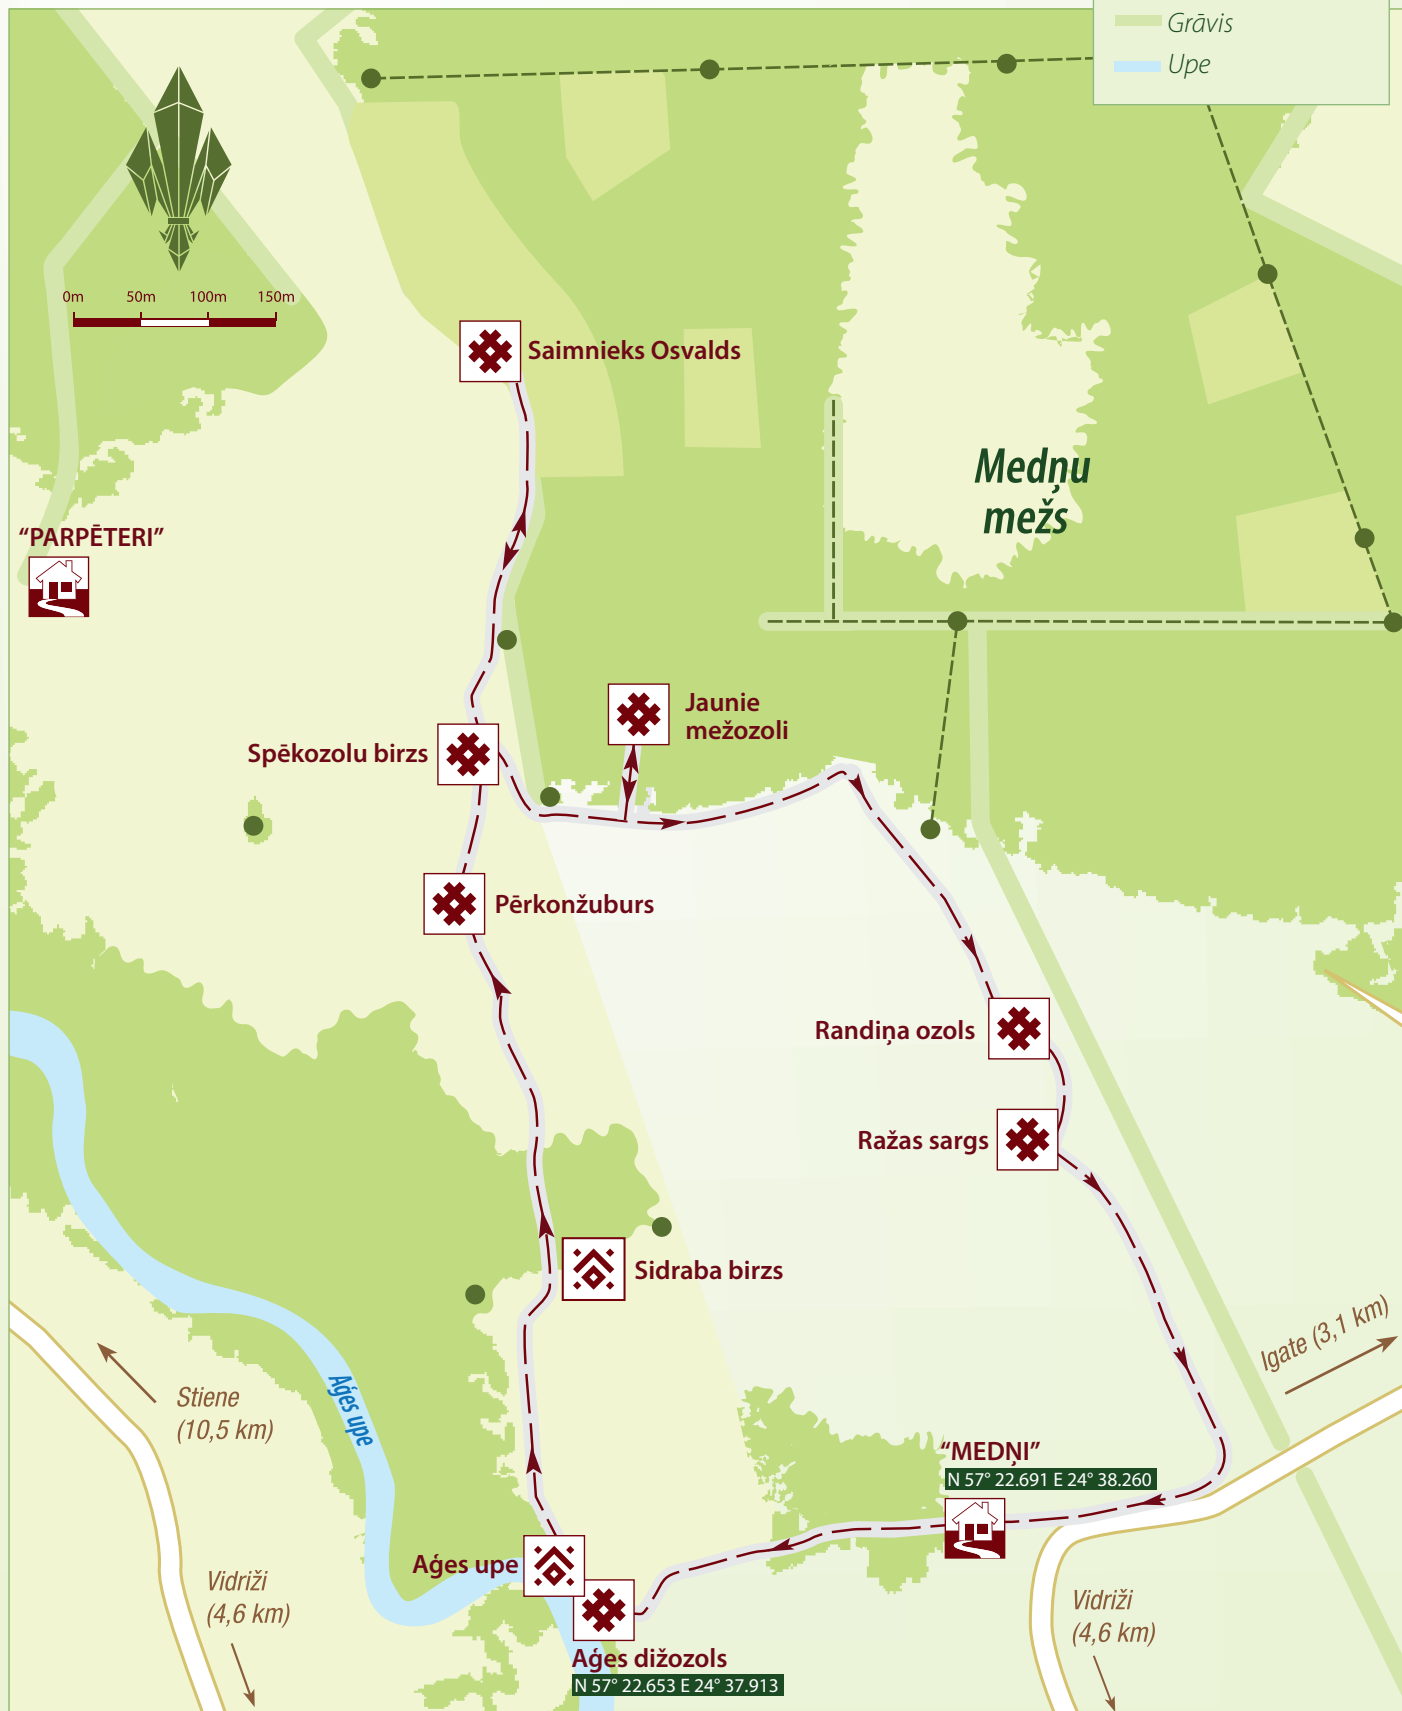 Grāvis
Upe
0m 50m 100m 150m
Saimnieks Osvalds
Medņu
mežs
“PARPĒTERI”
Jaunie
mežozoli
Spēkozolu birzs
Pērkonžuburs
Randiņa ozols
Ražas sargs
Sidraba birzs
Igate (3,1 km)
Stiene
(10,5 km)
Aģes upe
“MEDŅI”
N 57° 22.691 E 24° 38.260
Aģes upe
Vidriži
(4,6 km)
Vidriži
(4,6 km)
Aģes dižozols
N 57° 22.653 E 24° 37.913